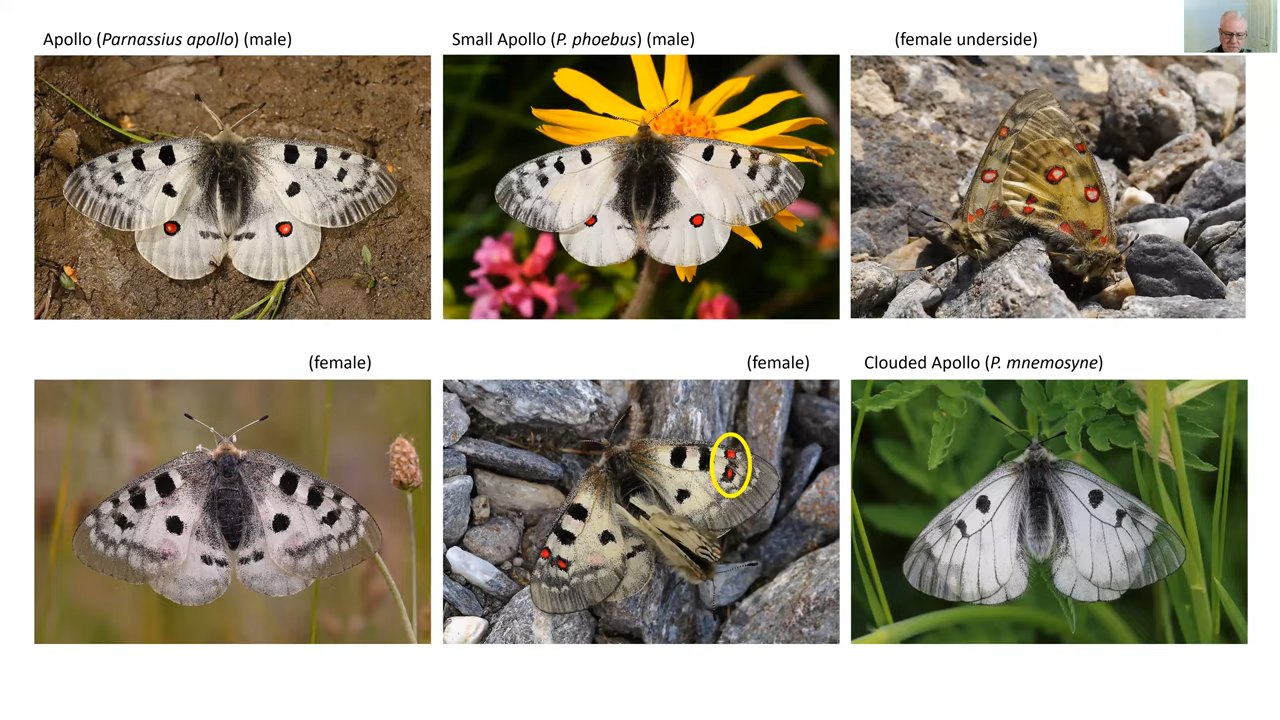 Apollo (Parnassius apollo) (male)
Small Apollo (P. phoebus) (male)
(female underside)
(female)
(female)
Clouded Apollo (P. mnemosyne)